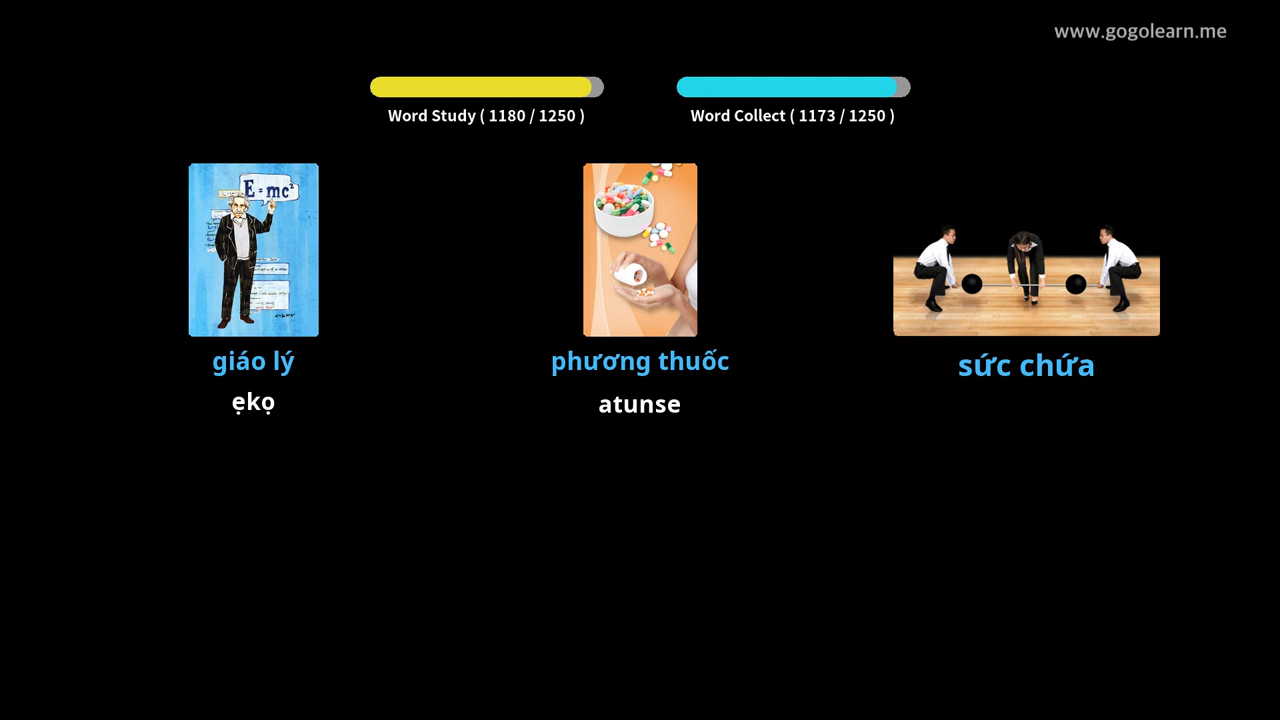 www.gogolearn.me
Word Study ( 1180 / 1250 )
Word Collect ( 1173 / 1250 )
E = mc²
giáo lý
phương thuốc
sức chứa
ẹkọ
atunse